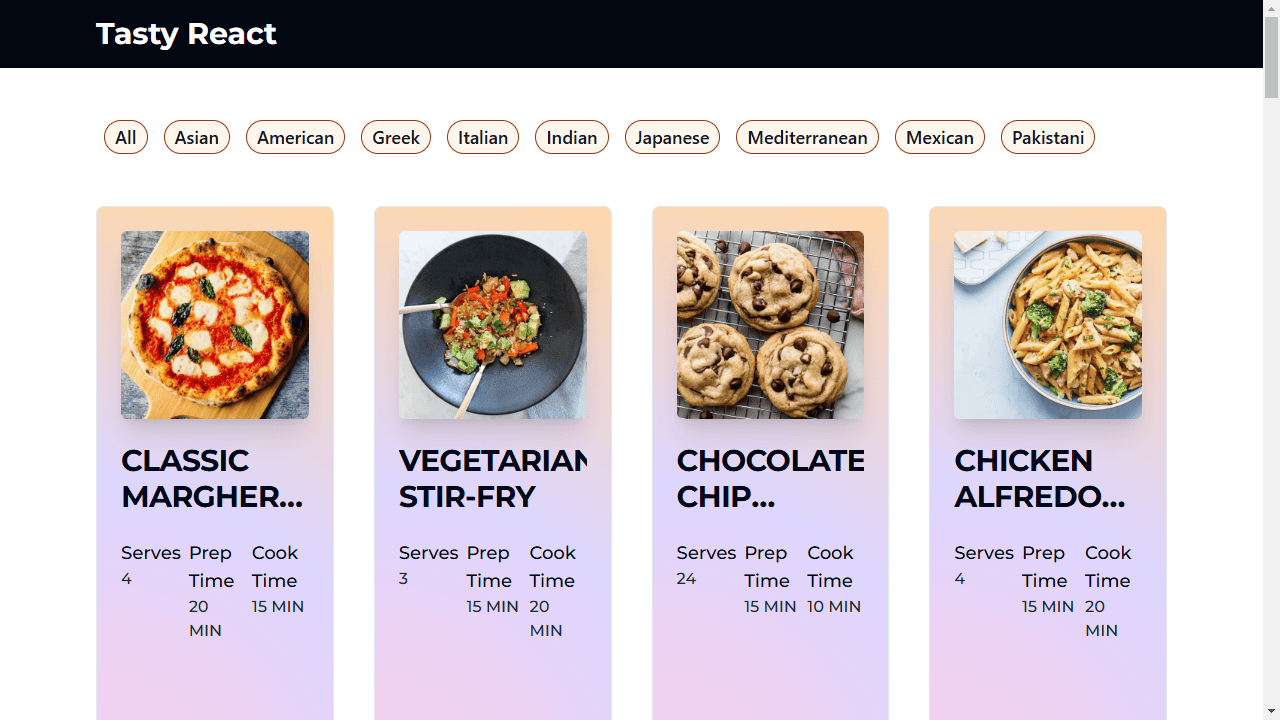 Tasty React
All Asian American Greek Italian Indian Japanese Mediterranean Mexican Pakistani
CLASSIC
MARGHER...
Serves Prep Time Cook Time
4 20 MIN 15 MIN
VEGETARIAN
STIR-FRY
Serves Prep Time Cook Time
3 15 MIN 20 MIN
CHOCOLATE
CHIP...
Serves Prep Time Cook Time
24 15 MIN 10 MIN
CHICKEN
ALFREDO...
Serves Prep Time Cook Time
4 15 MIN 20 MIN